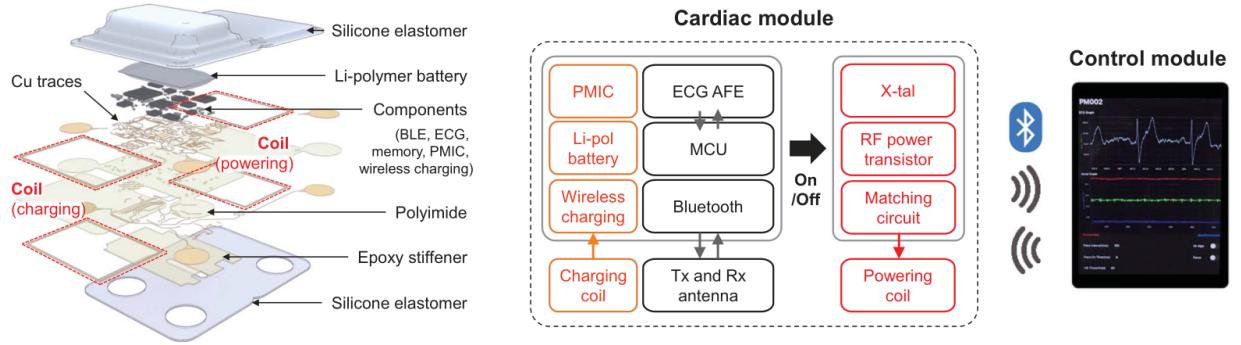 Silicone elastomer
Li-polymer battery
Cu traces
Components
(BLE, ECG,
memory, PMIC,
wireless charging)
Coil
(powering)
Coil
(charging)
Polyimide
Epoxy stiffener
Silicone elastomer
Cardiac module
PMIC
Li-pol
battery
Wireless
charging
Charging
coil
ECG AFE
MCU
Bluetooth
Tx and Rx
antenna
On
/Off
X-tal
RF power
transistor
Matching
circuit
Powering
coil
Control module
PM002